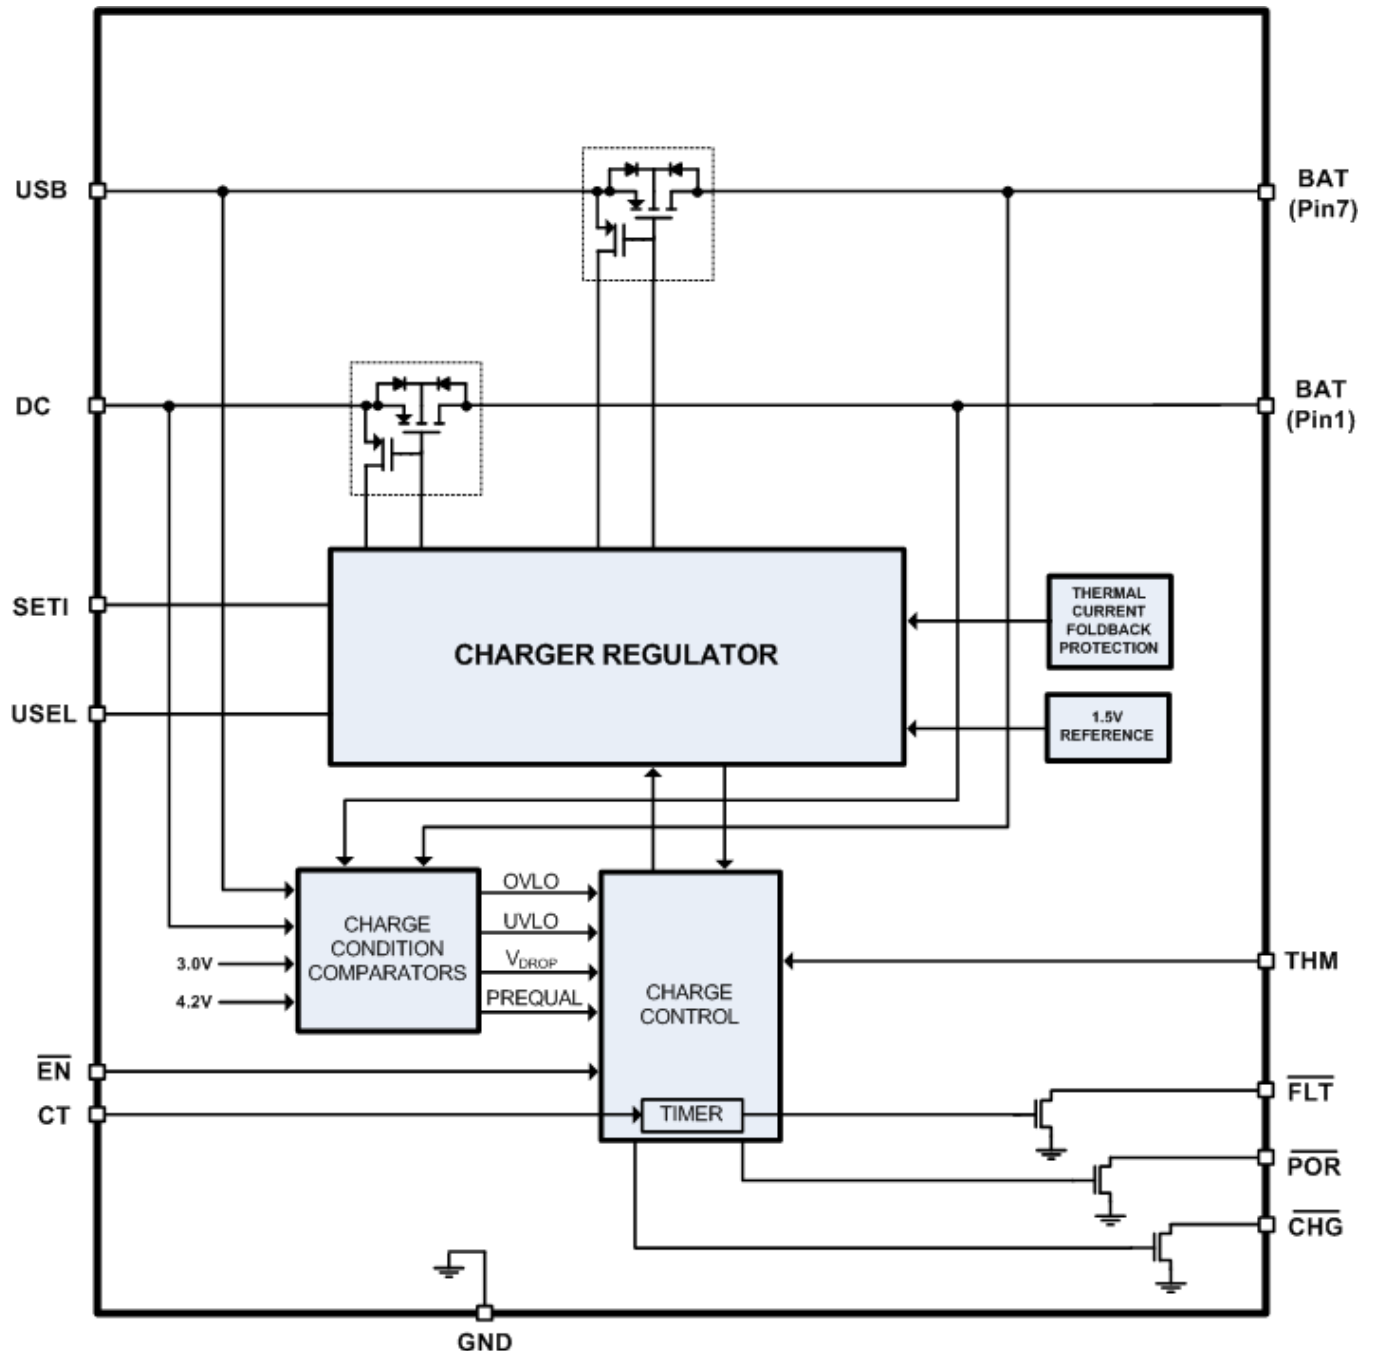 USB
BAT
(Pin7)
DC
BAT
(Pin1)
SETI
THERMAL
CURRENT
FOLDBACK
PROTECTION
CHARGER REGULATOR
USEL
1.5V
REFERENCE
OVLO
CHARGE
CONDITION
COMPARATORS
UVLO
VDROP
3.0V
4.2V
PREQUAL
CHARGE
CONTROL
THM
EN
CT
TIMER
FLT
POR
CHG
GND